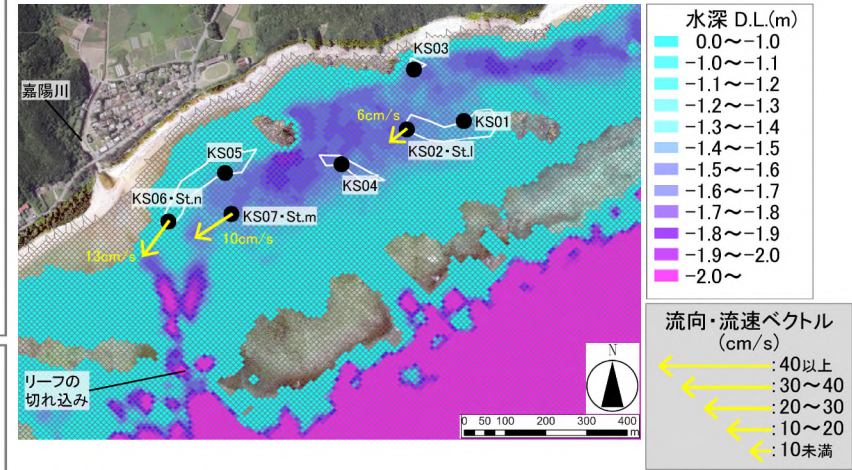 嘉陽川
KS03
KS01
6cm/s
KS02・St.l
KS05
KS04
KS06・St.n
KS07・St.m
10cm/s
13cm/s
リーフの
切れ込み
N
0 50 100 200 300 400
m
水深 D.L.(m)
0.0～-1.0
-1.0～-1.1
-1.1～-1.2
-1.2～-1.3
-1.3～-1.4
-1.4～-1.5
-1.5～-1.6
-1.6～-1.7
-1.7～-1.8
-1.8～-1.9
-1.9～-2.0
-2.0～
流向・流速ベクトル
(cm/s)
:40以上
:30～40
:20～30
:10～20
:10未満